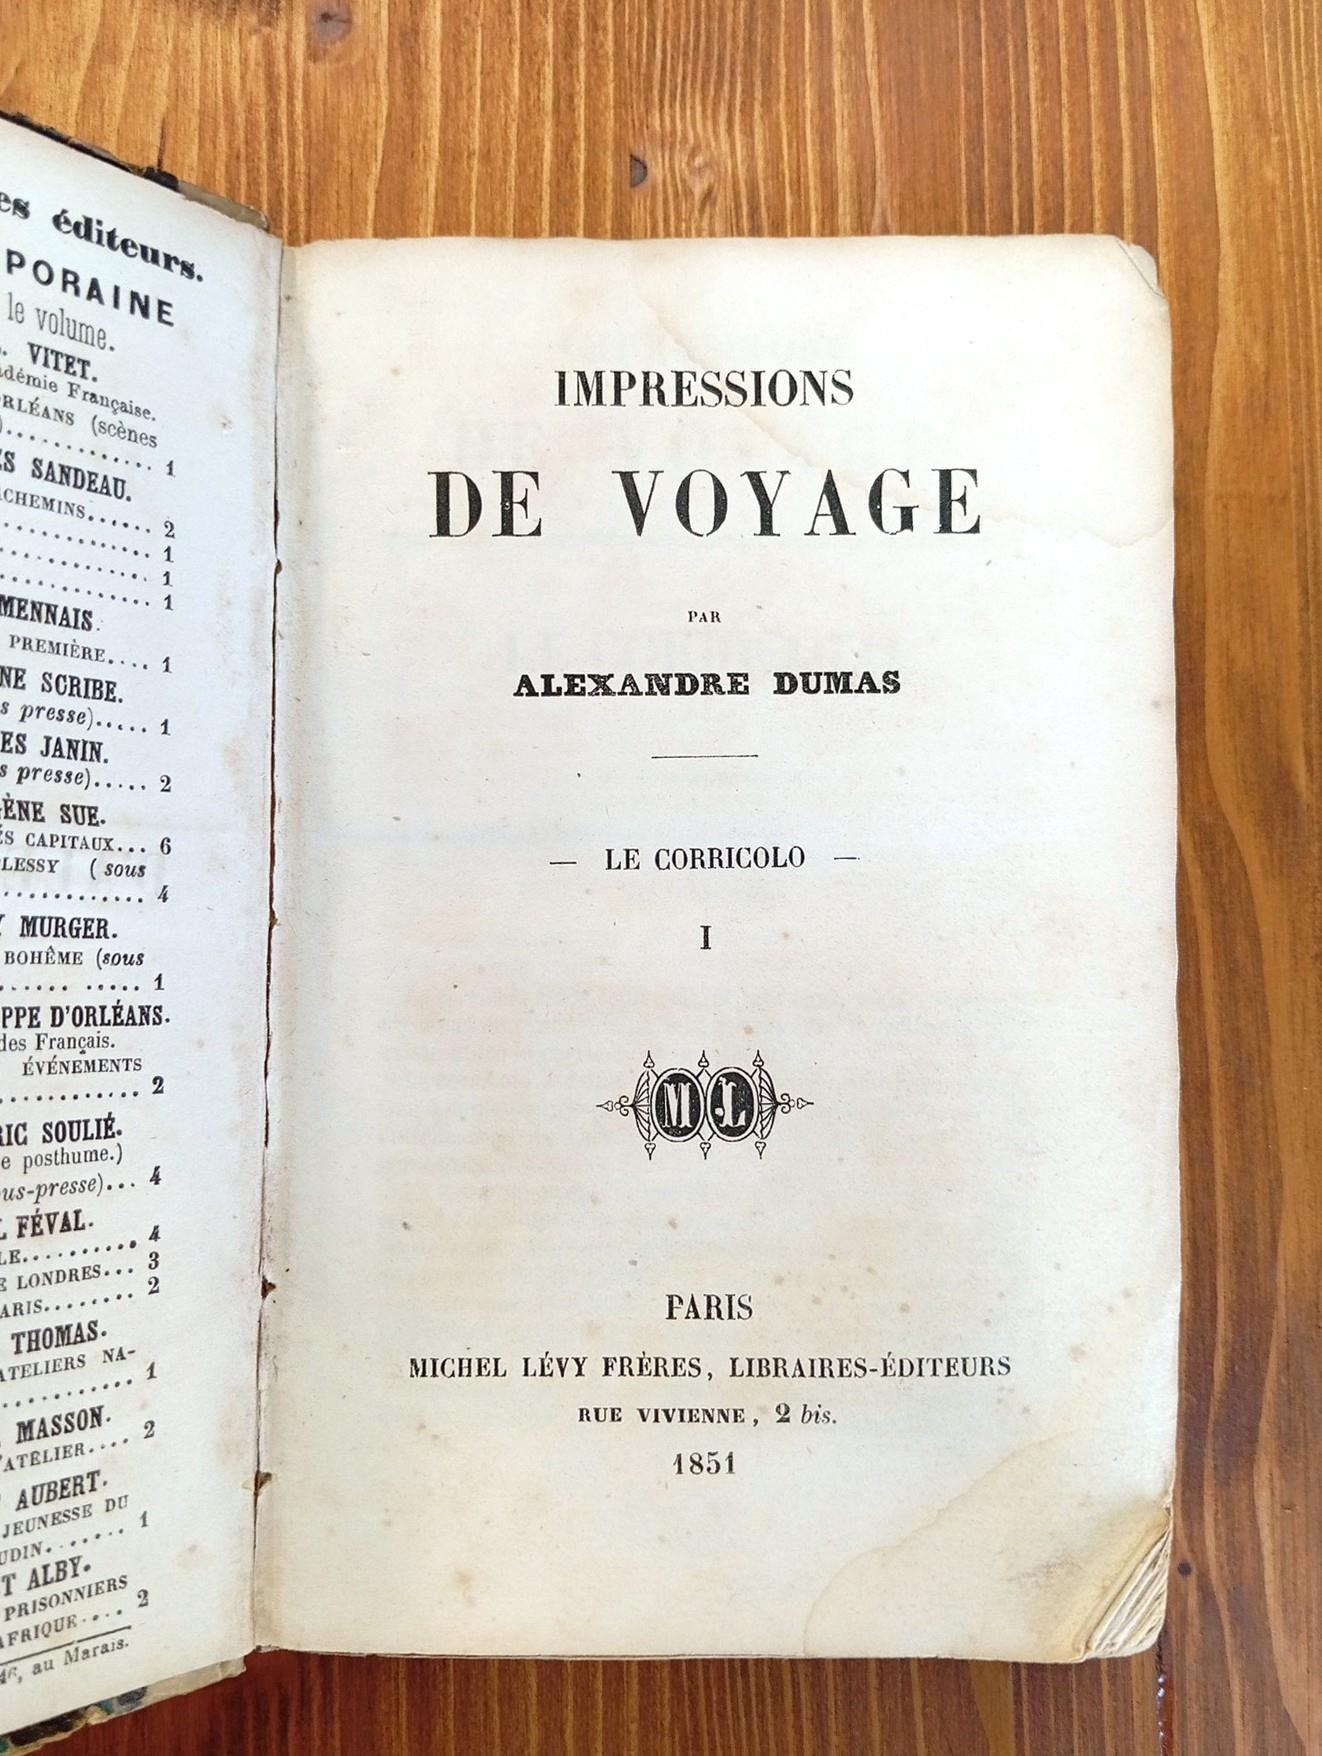 es éditeurs.
PORAINE
le volume.
VITET.
démie Française.
RLÉANS (scènes
)............. 1
ES SANDEAU.
CHEMINS...... 2
1
1
1
MENNAIS.
PREMIÈRE.... 1
NE SCRIBE.
s presse)..... 1
ES JANIN.
s presse)..... 2
ÈNE SUE.
ÉS CAPITAUX... 6
LESSY (sous
............. 4
Y MURGER.
BOHÊME (sous
...... ..... 1
PPE D'ORLÉANS.
des Français.
ÉVÉNEMENTS
............. 2
RIC SOULIÉ.
e posthume.)
us-presse)... 4
L FÉVAL.
LE.......... 4
E LONDRES... 3
ARIS........ 2
THOMAS.
ATELIERS NA-
............ 1
MASSON.
'ATELIER.... 2
AUBERT.
JEUNESSE DU
UDIN....... 1
T ALBY.
PRISONNIERS
AFRIQUE.... 2
au Marais.
IMPRESSIONS
DE VOYAGE
PAR
ALEXANDRE DUMAS
— LE CORRICOLO —
I
M L
PARIS
MICHEL LÉVY FRÈRES, LIBRAIRES-ÉDITEURS
RUE VIVIENNE, 2 bis.
1851